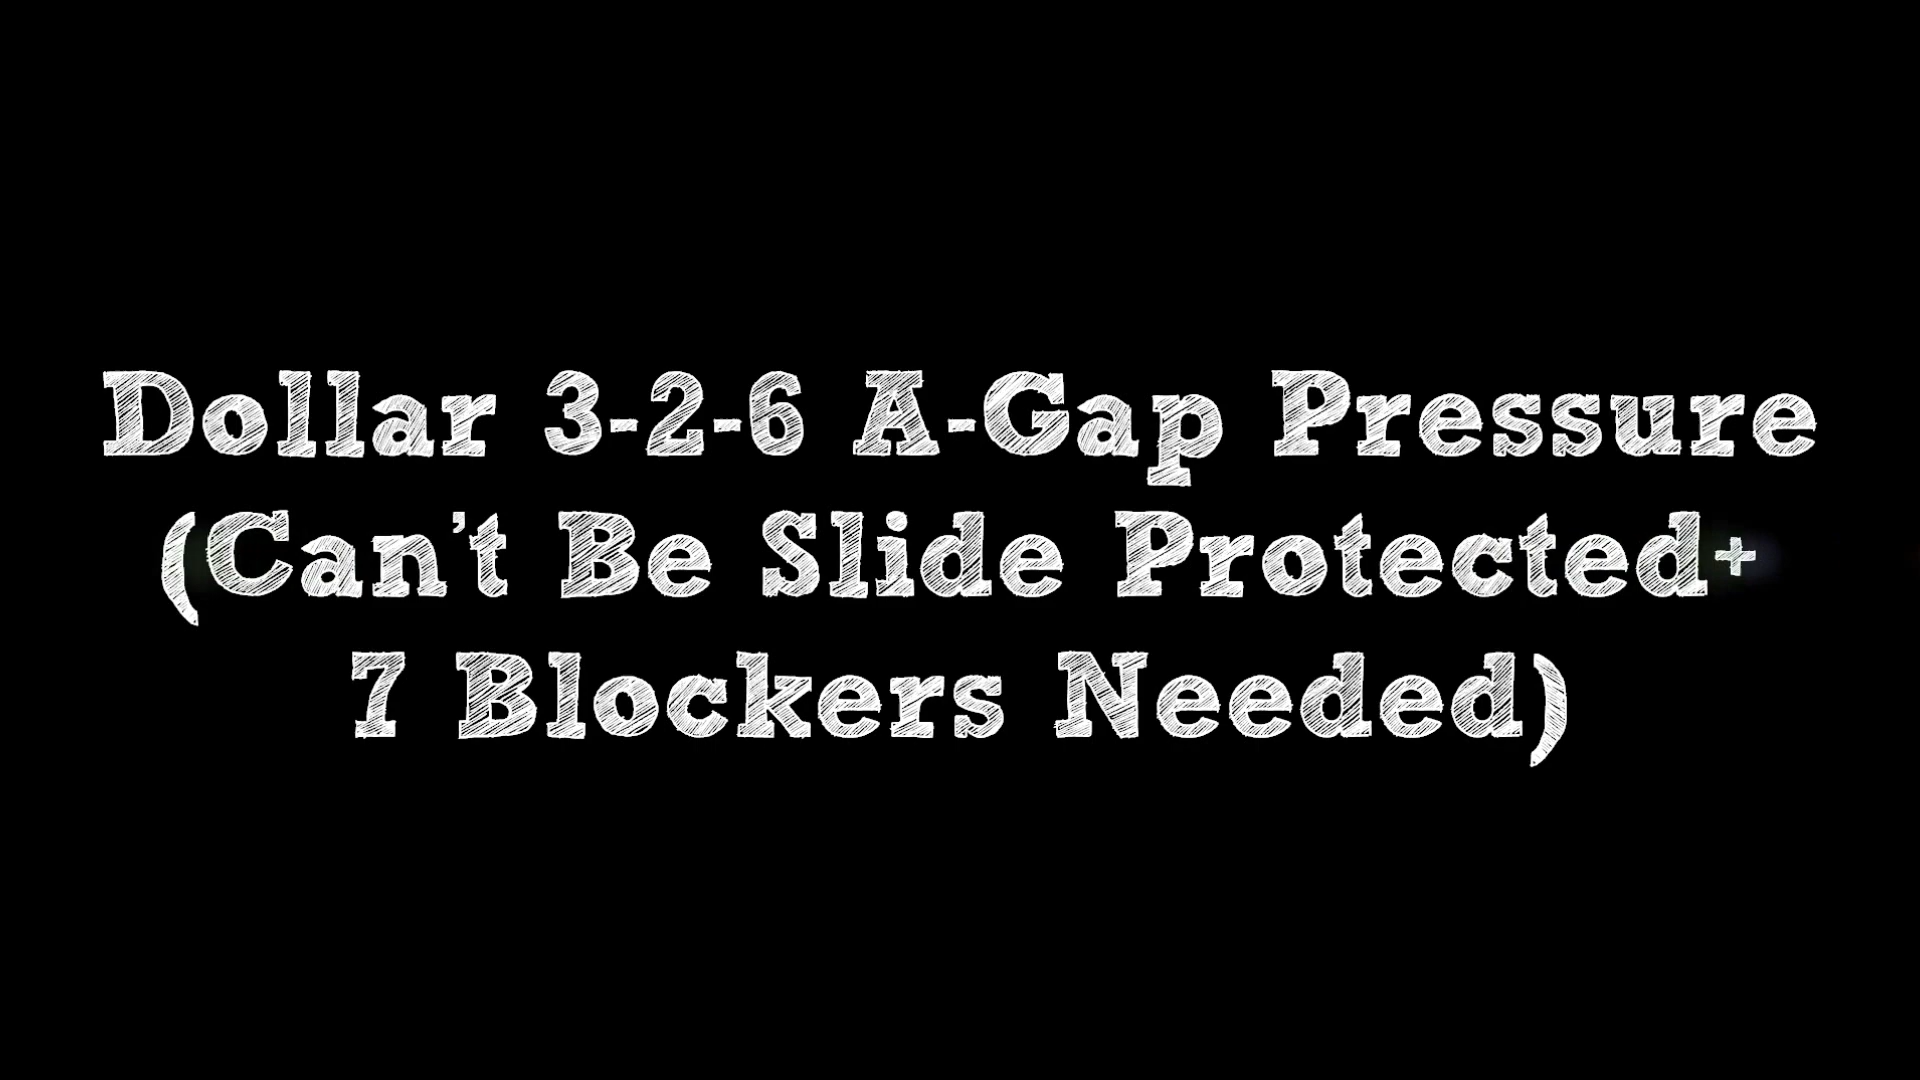 Dollar 3-2-6 A-Gap Pressure
(Can't Be Slide Protected+
7 Blockers Needed)